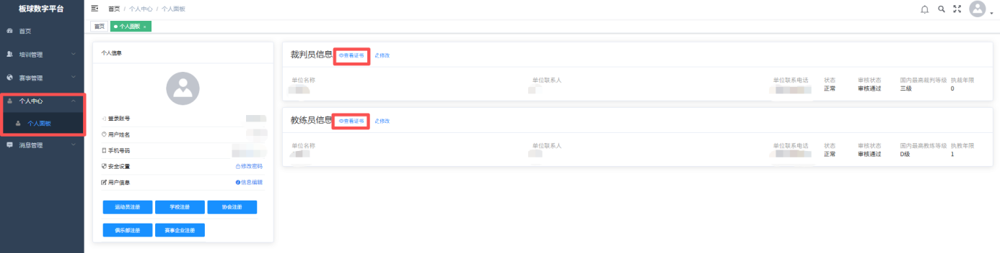 板球数字平台
首页 / 个人中心 / 个人面板
首页
个人面板 ×
首页
培训管理
赛事管理
个人中心
个人面板
消息管理
个人信息
登录账号
用户姓名
手机号码
安全设置 修改密码
用户信息 信息编辑
运动员注册 学校注册 协会注册
俱乐部注册 赛事企业注册
裁判员信息 查看证书 修改
单位名称 单位联系人 单位联系电话 状态 审核状态 国内最高裁判等级 执裁年限
正常 审核通过 三级 0
教练员信息 查看证书 修改
单位名称 单位联系人 单位联系电话 状态 审核状态 国内最高教练等级 执教年限
正常 审核通过 D级 1